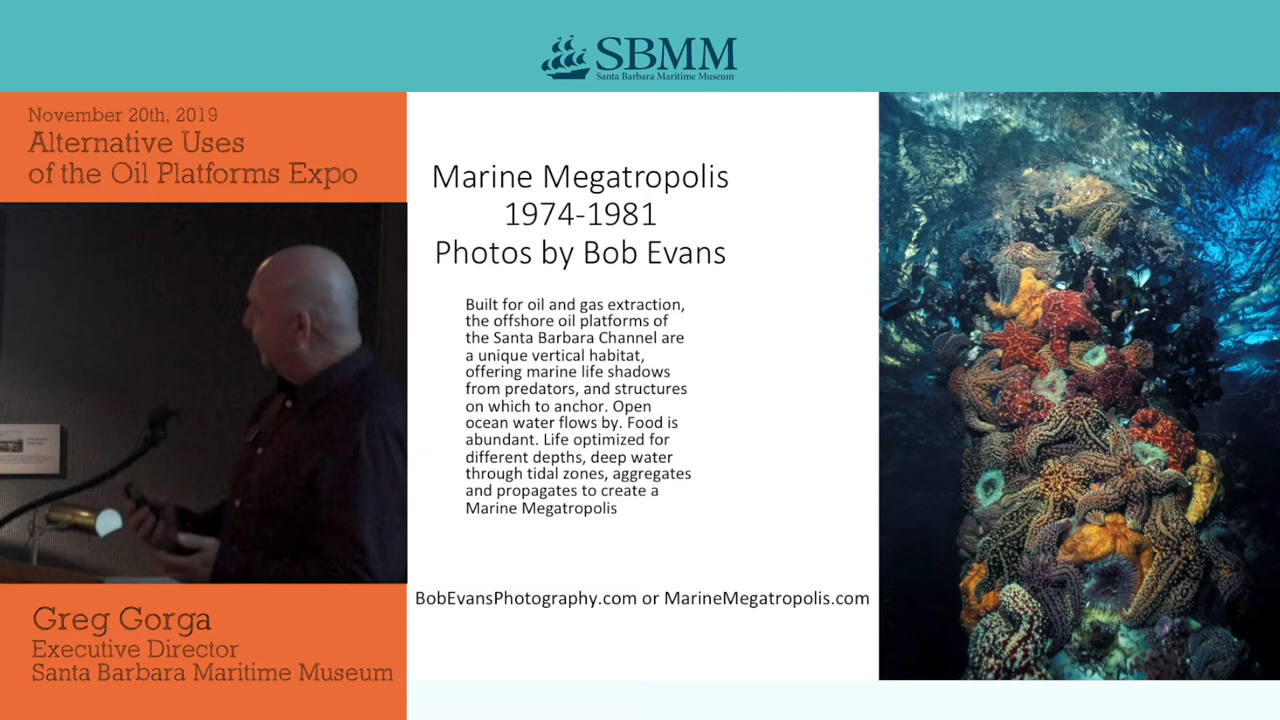 SBMM
Santa Barbara Maritime Museum
November 20th, 2019
Alternative Uses
of the Oil Platforms Expo
Marine Megatropolis
1974-1981
Photos by Bob Evans
Built for oil and gas extraction,
the offshore oil platforms of
the Santa Barbara Channel are
a unique vertical habitat,
offering marine life shadows
from predators, and structures
on which to anchor. Open
ocean water flows by. Food is
abundant. Life optimized for
different depths, deep water
through tidal zones, aggregates
and propagates to create a
Marine Megatropolis
BobEvansPhotography.com or MarineMegatropolis.com
Greg Gorga
Executive Director
Santa Barbara Maritime Museum